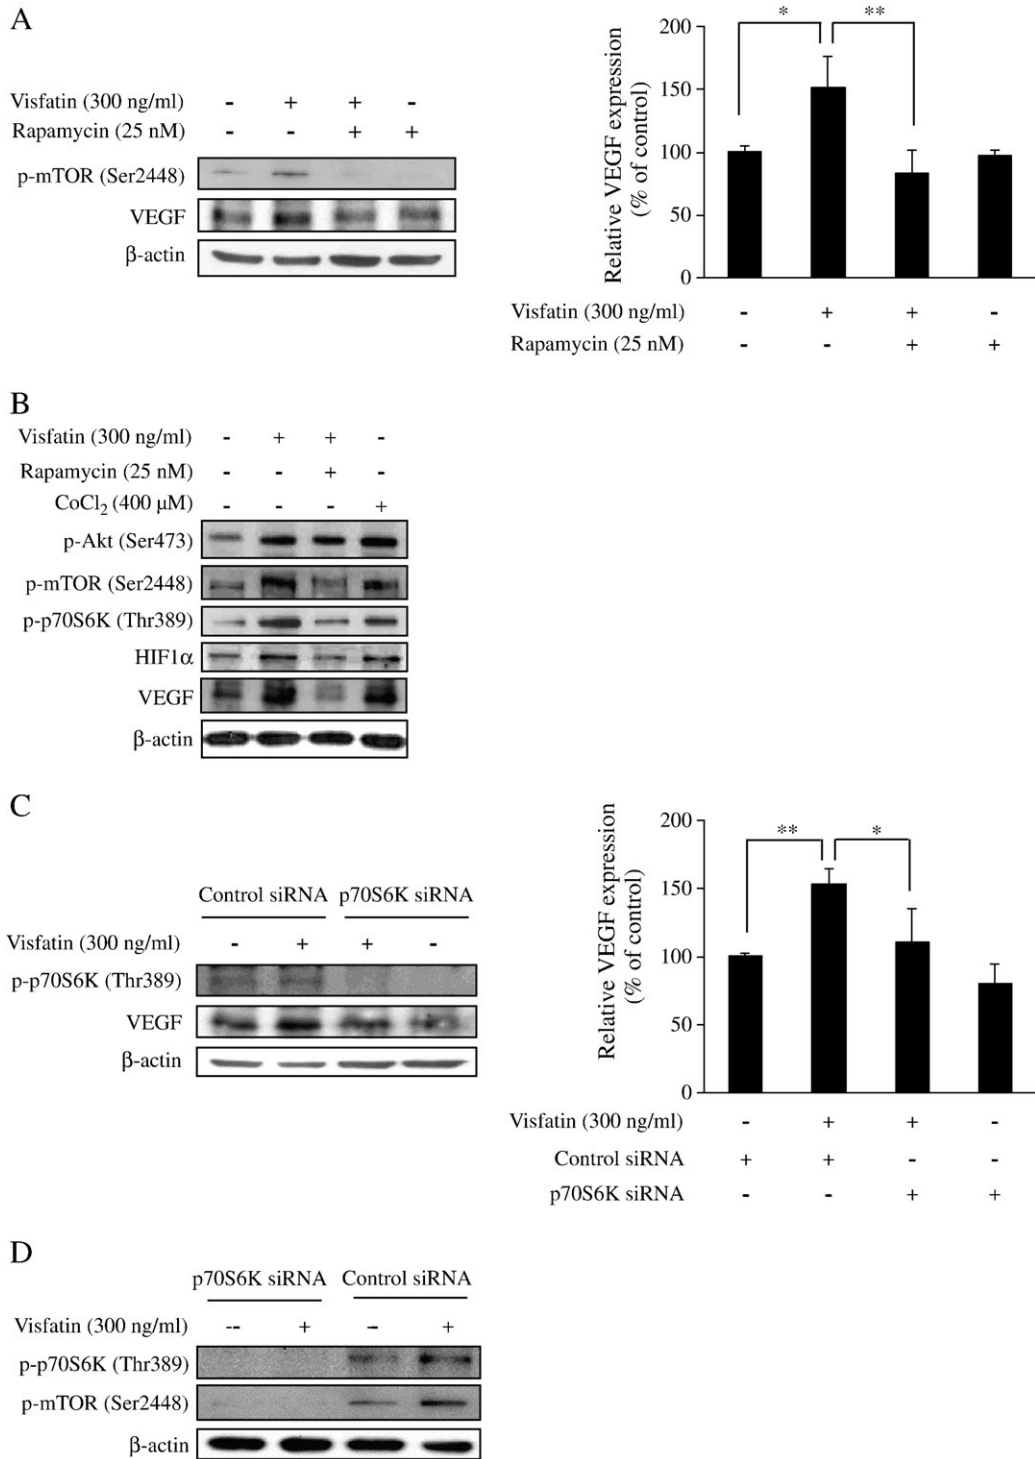 A
Visfatin (300 ng/ml) - + + -
Rapamycin (25 nM) - - + +
p-mTOR (Ser2448)
VEGF
β-actin
Relative VEGF expression
(% of control)
200
150
100
50
0
* **
Visfatin (300 ng/ml) - + + -
Rapamycin (25 nM) - - + +
B
Visfatin (300 ng/ml) - + + -
Rapamycin (25 nM) - - + -
CoCl₂ (400 µM) - - - +
p-Akt (Ser473)
p-mTOR (Ser2448)
p-p70S6K (Thr389)
HIF1α
VEGF
β-actin
C
Control siRNA p70S6K siRNA
Visfatin (300 ng/ml) - + + -
p-p70S6K (Thr389)
VEGF
β-actin
Relative VEGF expression
(% of control)
200
150
100
50
0
** *
Visfatin (300 ng/ml) - + + -
Control siRNA + + - -
p70S6K siRNA - - + +
D
p70S6K siRNA Control siRNA
Visfatin (300 ng/ml) -- + - +
p-p70S6K (Thr389)
p-mTOR (Ser2448)
β-actin